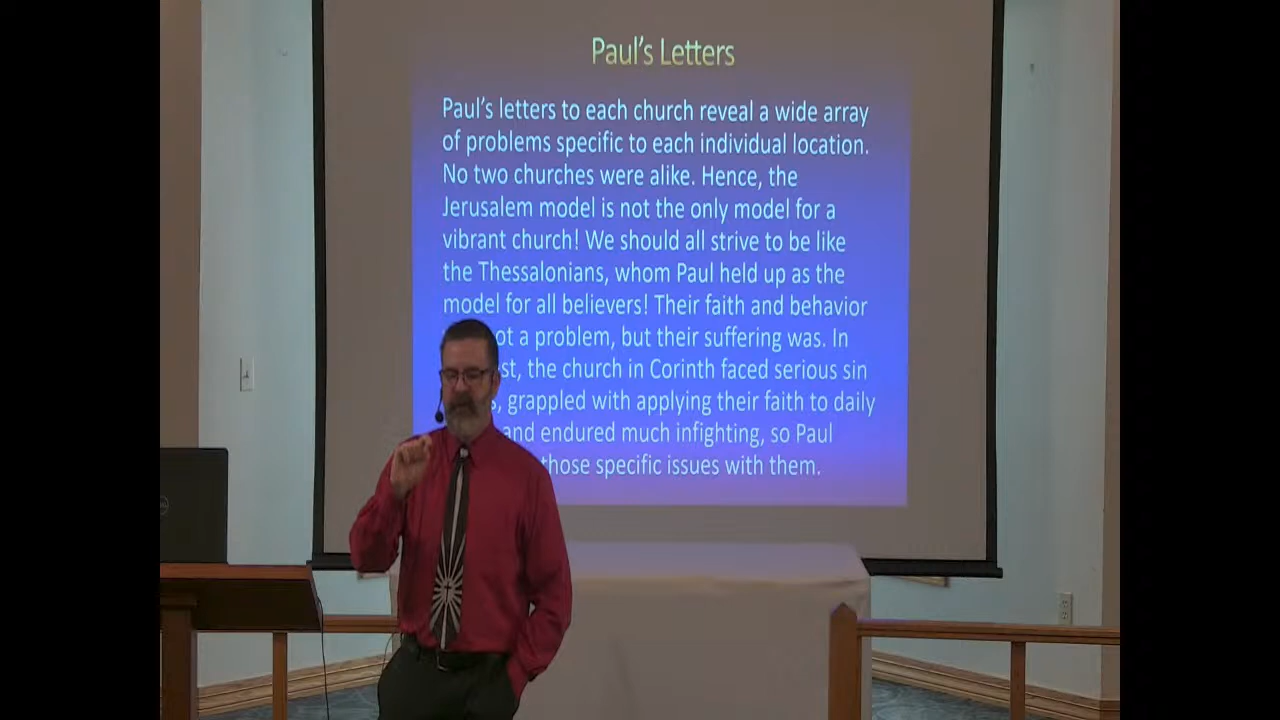 Paul's Letters
Paul's letters to each church reveal a wide array
of problems specific to each individual location.
No two churches were alike. Hence, the
Jerusalem model is not the only model for a
vibrant church! We should all strive to be like
the Thessalonians, whom Paul held up as the
model for all believers! Their faith and behavior
a problem, but their suffering was. In
the church in Corinth faced serious sin
grappled with applying their faith to daily
and endured much infighting, so Paul
those specific issues with them.